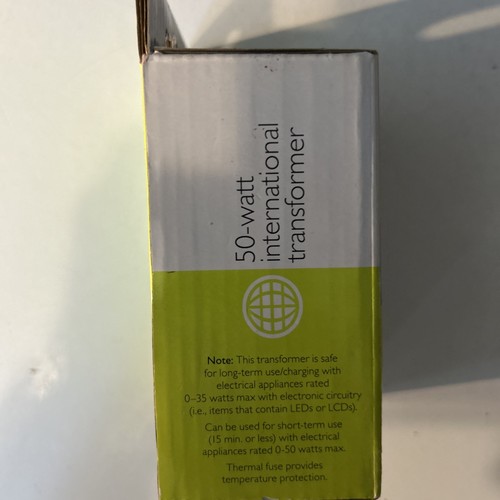 50-watt
international
transformer
Note: This transformer is safe
for long-term use/charging with
electrical appliances rated
0–35 watts max with electronic circuitry
(i.e., items that contain LEDs or LCDs).
Can be used for short-term use
(15 min. or less) with electrical
appliances rated 0-50 watts max.
Thermal fuse provides
temperature protection.